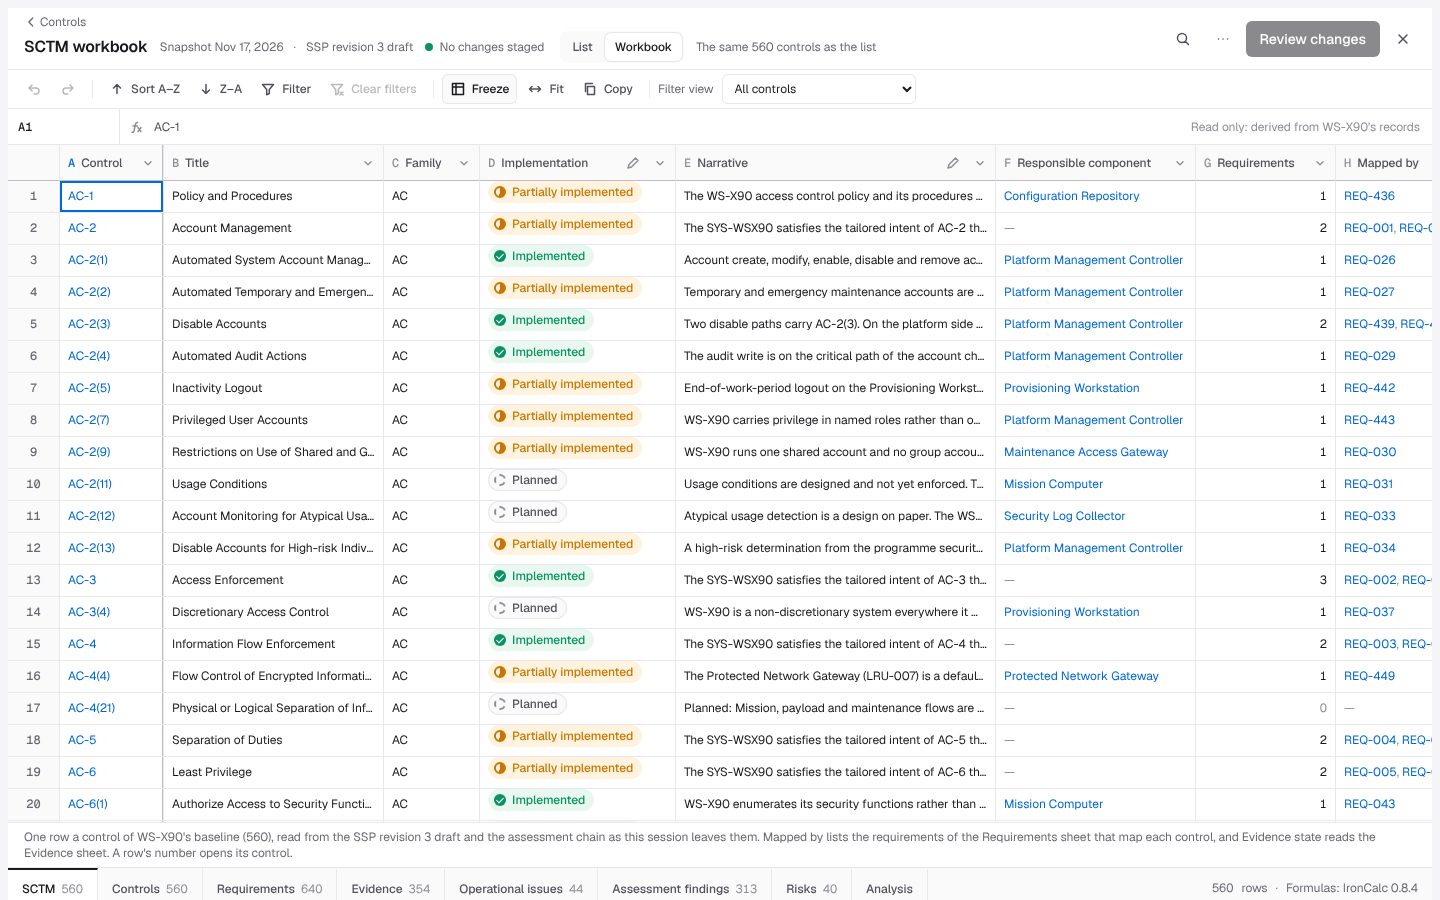 Controls
SCTM workbook Snapshot Nov 17, 2026 · SSP revision 3 draft No changes staged List Workbook The same 560 controls as the list ... Review changes
Sort A–Z Z–A Filter Clear filters Freeze Fit Copy Filter view All controls
A1 fx AC-1 Read only: derived from WS-X90's records
A Control B Title C Family D Implementation E Narrative F Responsible component G Requirements H Mapped by
1 AC-1 Policy and Procedures AC Partially implemented The WS-X90 access control policy and its procedures ... Configuration Repository 1 REQ-436
2 AC-2 Account Management AC Partially implemented The SYS-WSX90 satisfies the tailored intent of AC-2 th... — 2 REQ-001, REQ-0
3 AC-2(1) Automated System Account Manag... AC Implemented Account create, modify, enable, disable and remove ac... Platform Management Controller 1 REQ-026
4 AC-2(2) Automated Temporary and Emergen... AC Partially implemented Temporary and emergency maintenance accounts are ... Platform Management Controller 1 REQ-027
5 AC-2(3) Disable Accounts AC Implemented Two disable paths carry AC-2(3). On the platform side ... Platform Management Controller 2 REQ-439, REQ-4
6 AC-2(4) Automated Audit Actions AC Implemented The audit write is on the critical path of the account ch... Platform Management Controller 1 REQ-029
7 AC-2(5) Inactivity Logout AC Partially implemented End-of-work-period logout on the Provisioning Workst... Provisioning Workstation 1 REQ-442
8 AC-2(7) Privileged User Accounts AC Partially implemented WS-X90 carries privilege in named roles rather than o... Platform Management Controller 1 REQ-443
9 AC-2(9) Restrictions on Use of Shared and G... AC Partially implemented WS-X90 runs one shared account and no group accou... Maintenance Access Gateway 1 REQ-030
10 AC-2(11) Usage Conditions AC Planned Usage conditions are designed and not yet enforced. T... Mission Computer 1 REQ-031
11 AC-2(12) Account Monitoring for Atypical Usa... AC Planned Atypical usage detection is a design on paper. The WS... Security Log Collector 1 REQ-033
12 AC-2(13) Disable Accounts for High-risk Indiv... AC Partially implemented A high-risk determination from the programme securit... Platform Management Controller 1 REQ-034
13 AC-3 Access Enforcement AC Implemented The SYS-WSX90 satisfies the tailored intent of AC-3 th... — 3 REQ-002, REQ-
14 AC-3(4) Discretionary Access Control AC Planned WS-X90 is a non-discretionary system everywhere it ... Provisioning Workstation 1 REQ-037
15 AC-4 Information Flow Enforcement AC Implemented The SYS-WSX90 satisfies the tailored intent of AC-4 th... — 2 REQ-003, REQ-
16 AC-4(4) Flow Control of Encrypted Informati... AC Partially implemented The Protected Network Gateway (LRU-007) is a defaul... Protected Network Gateway 1 REQ-449
17 AC-4(21) Physical or Logical Separation of Inf... AC Planned Planned: Mission, payload and maintenance flows are ... — 0 —
18 AC-5 Separation of Duties AC Partially implemented The SYS-WSX90 satisfies the tailored intent of AC-5 th... — 2 REQ-004, REQ-
19 AC-6 Least Privilege AC Partially implemented The SYS-WSX90 satisfies the tailored intent of AC-6 th... — 2 REQ-005, REQ-
20 AC-6(1) Authorize Access to Security Functi... AC Implemented WS-X90 enumerates its security functions rather than ... Mission Computer 1 REQ-043
One row a control of WS-X90's baseline (560), read from the SSP revision 3 draft and the assessment chain as this session leaves them. Mapped by lists the requirements of the Requirements sheet that map each control, and Evidence state reads the
Evidence sheet. A row's number opens its control.
SCTM 560 Controls 560 Requirements 640 Evidence 354 Operational issues 44 Assessment findings 313 Risks 40 Analysis 560 rows · Formulas: IronCalc 0.8.4